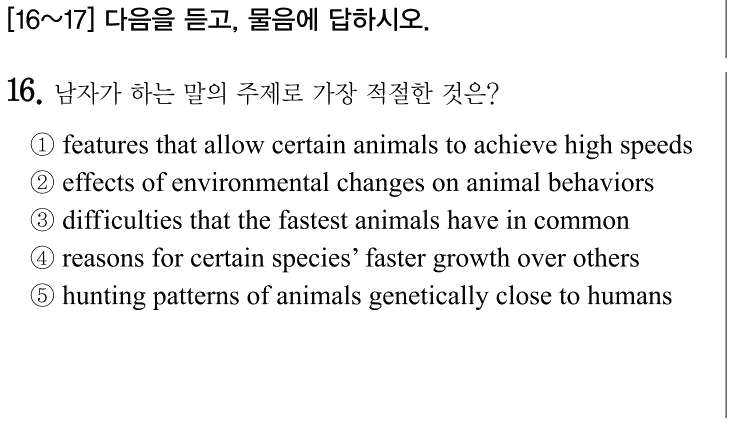 [16~17] 다음을 듣고, 물음에 답하시오.
16. 남자가 하는 말의 주제로 가장 적절한 것은?
① features that allow certain animals to achieve high speeds
② effects of environmental changes on animal behaviors
③ difficulties that the fastest animals have in common
④ reasons for certain species’ faster growth over others
⑤ hunting patterns of animals genetically close to humans